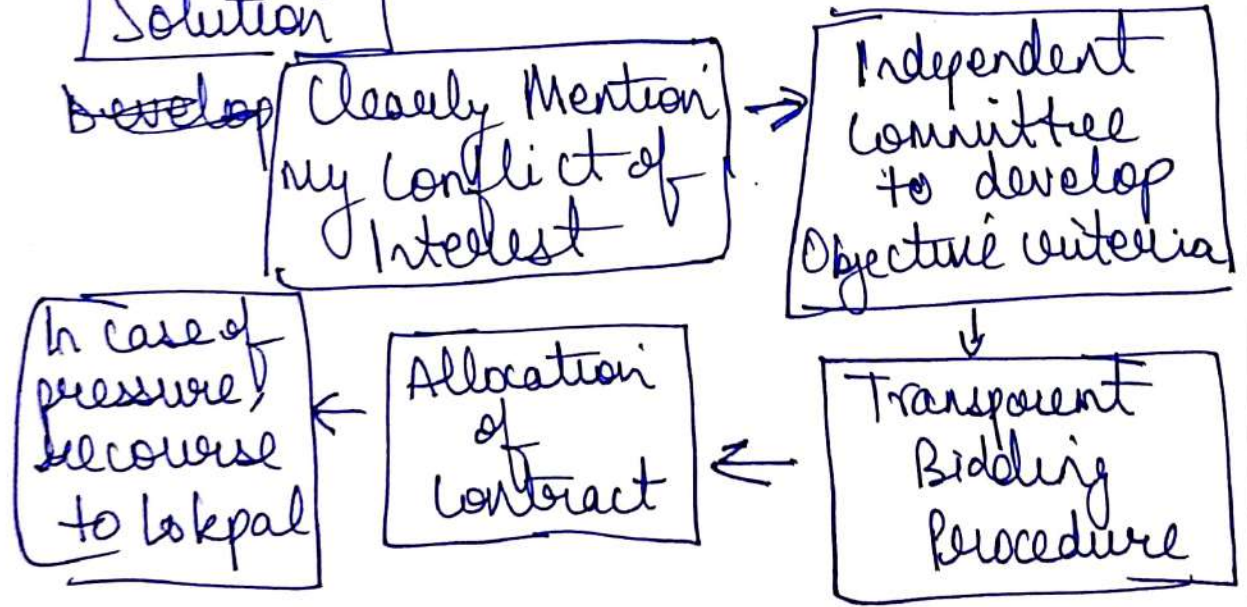 Solution
Develop
Clearly Mention
my Conflict of
Interest
Independent
Committee
to develop
Objective criteria
Transparent
Bidding
Procedure
Allocation
of
Contract
In case of
pressure,
recourse
to Lokpal